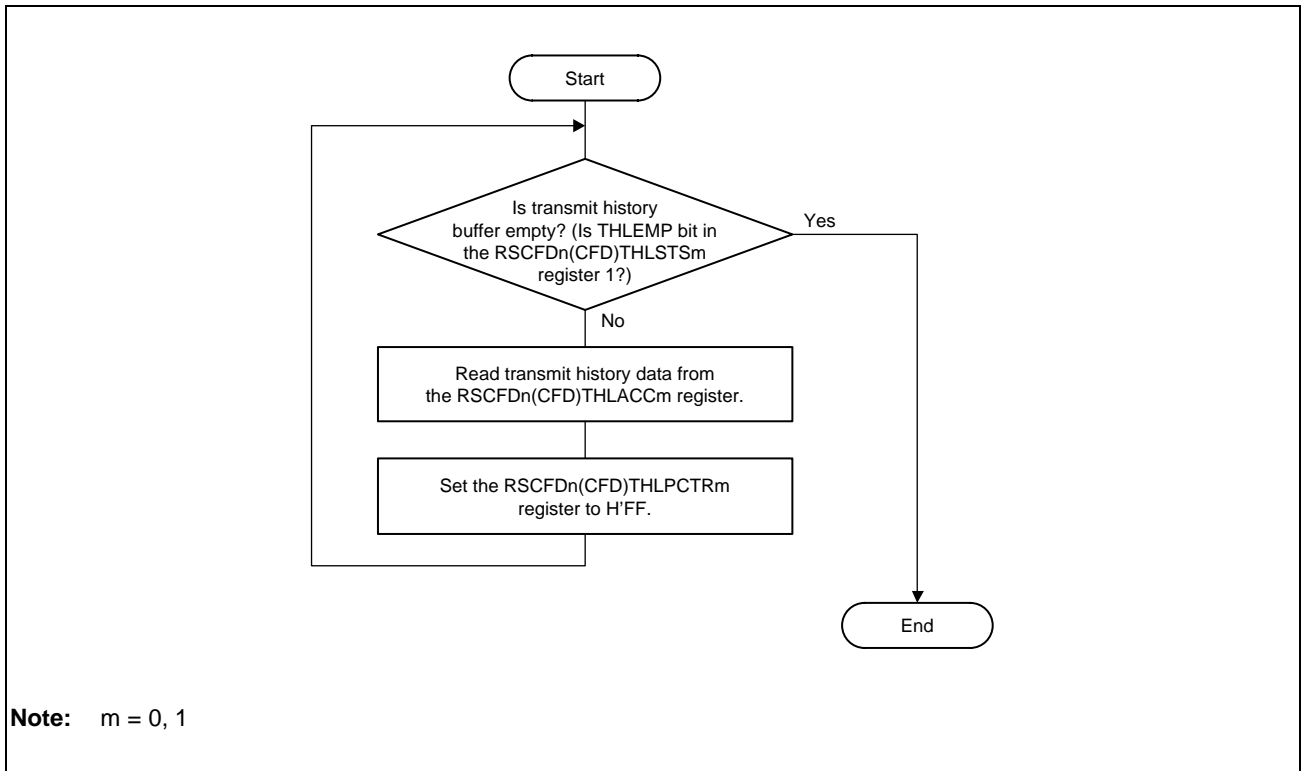 Start
Is transmit history
buffer empty? (Is THLEMP bit in
the RSCFDn(CFD)THLSTSm
register 1?)
Yes
No
Read transmit history data from
the RSCFDn(CFD)THLACCm register.
Set the RSCFDn(CFD)THLPCTRm
register to H'FF.
End
Note: m = 0, 1